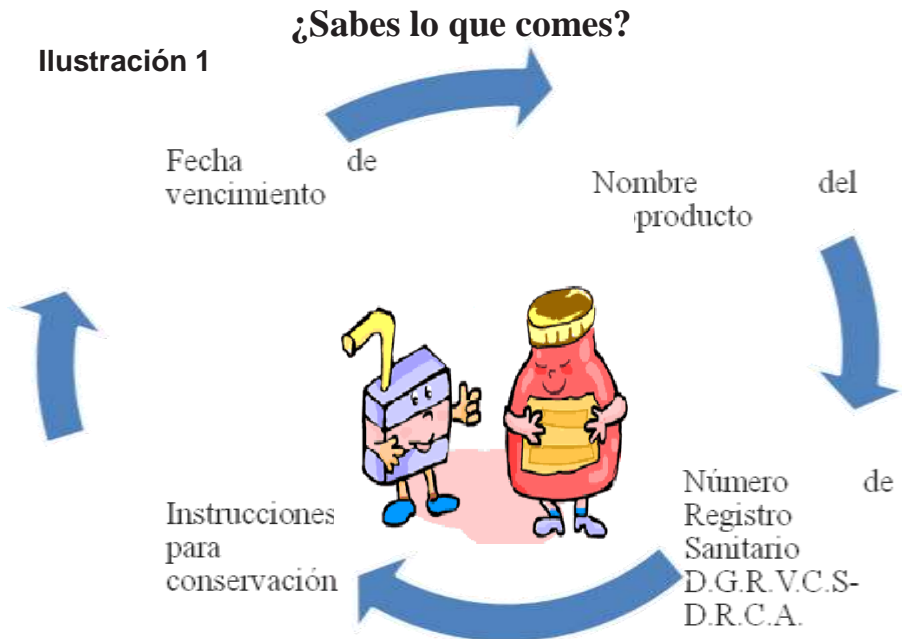 ¿Sabes lo que comes?
Ilustración 1
Fecha de
vencimiento
Nombre del
producto
Número de
Registro
Sanitario
D.G.R.V.C.S-
D.R.C.A.
Instrucciones
para
conservación